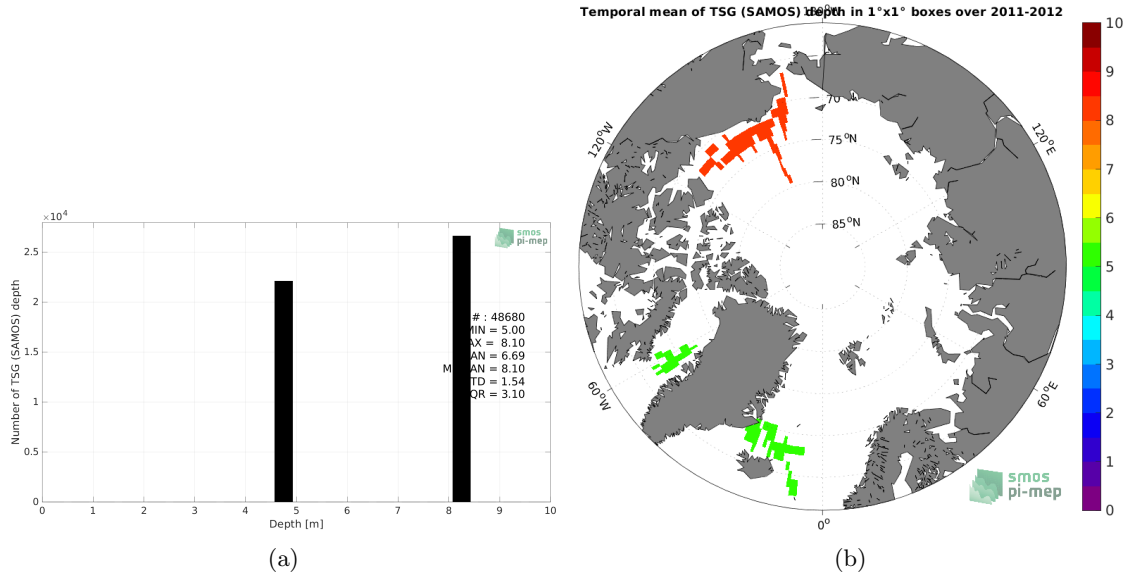 Temporal mean of TSG (SAMOS) depth in 1°x1° boxes over 2011-2012
×10⁴
2.5
2
1.5
1
0.5
0
Number of TSG (SAMOS) depth
0 1 2 3 4 5 6 7 8 9 10
Depth [m]
smos
pi-mep
# : 48680
MIN = 5.00
AX = 8.10
AN = 6.69
M AN = 8.10
TD = 1.54
QR = 3.10
(a)
120°W
120°E
60°W
60°E
0°
70
75°N
80°N
85°N
smos
pi-mep
10
9
8
7
6
5
4
3
2
1
0
(b)